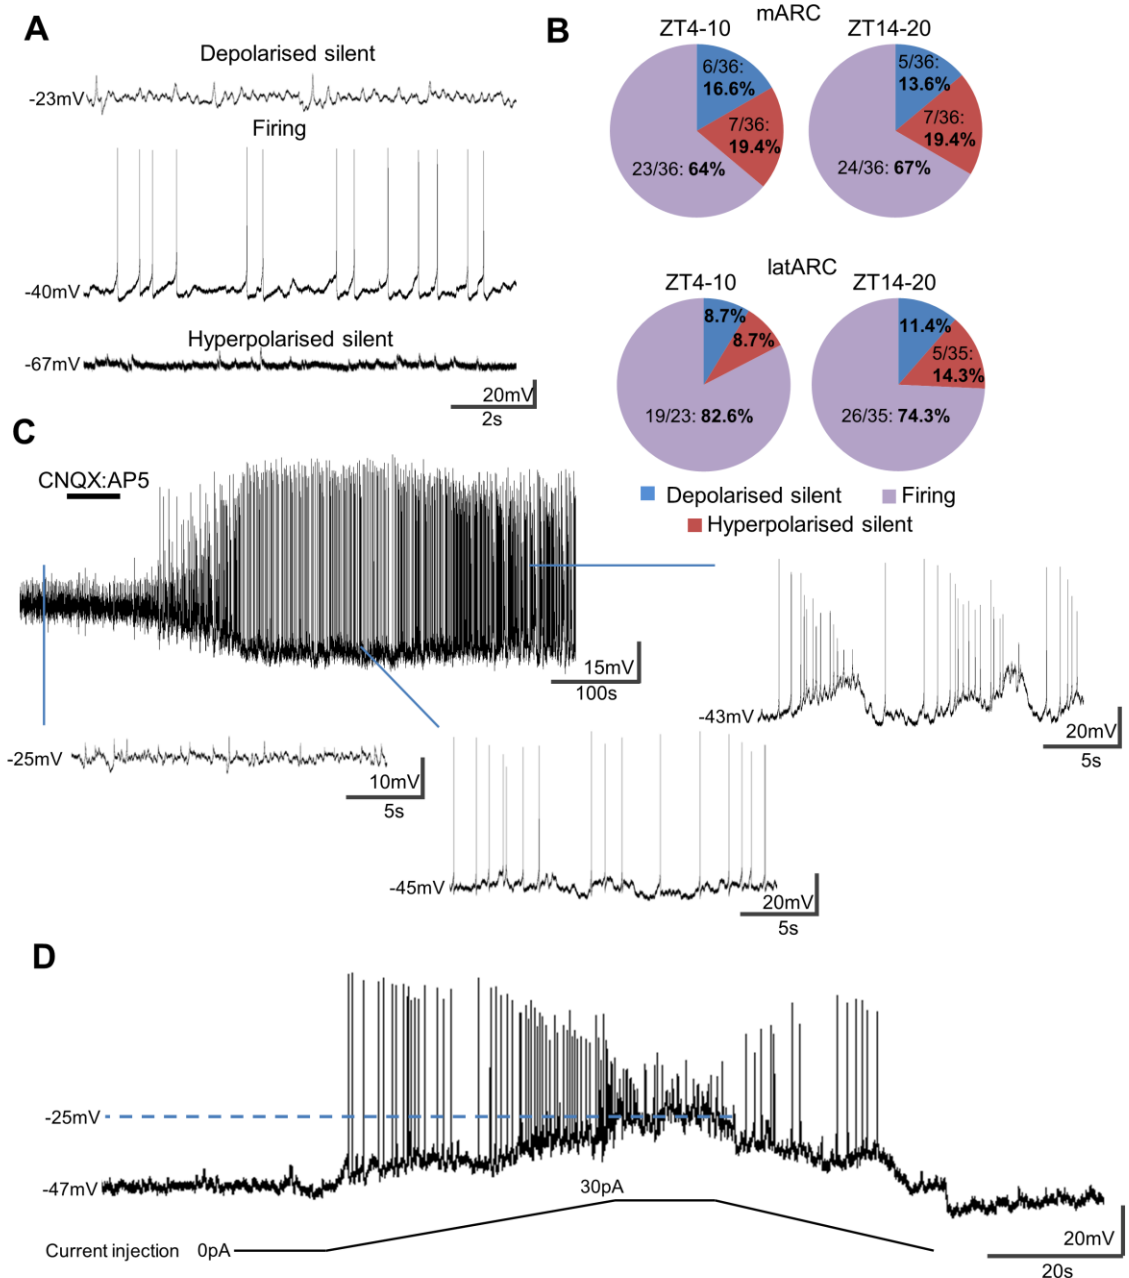 A
Depolarised silent
-23mV
Firing
-40mV
Hyperpolarised silent
-67mV
20mV
2s
B
mARC
ZT4-10
ZT14-20
6/36:
16.6%
7/36:
19.4%
23/36: 64%
5/36:
13.6%
7/36:
19.4%
24/36: 67%
latARC
ZT4-10
ZT14-20
8.7%
8.7%
19/23: 82.6%
11.4%
5/35:
14.3%
26/35: 74.3%
Depolarised silent
Firing
Hyperpolarised silent
C
CNQX:AP5
15mV
100s
-25mV
10mV
5s
-45mV
20mV
5s
-43mV
20mV
5s
D
-25mV
-47mV
30pA
Current injection 0pA
20mV
20s